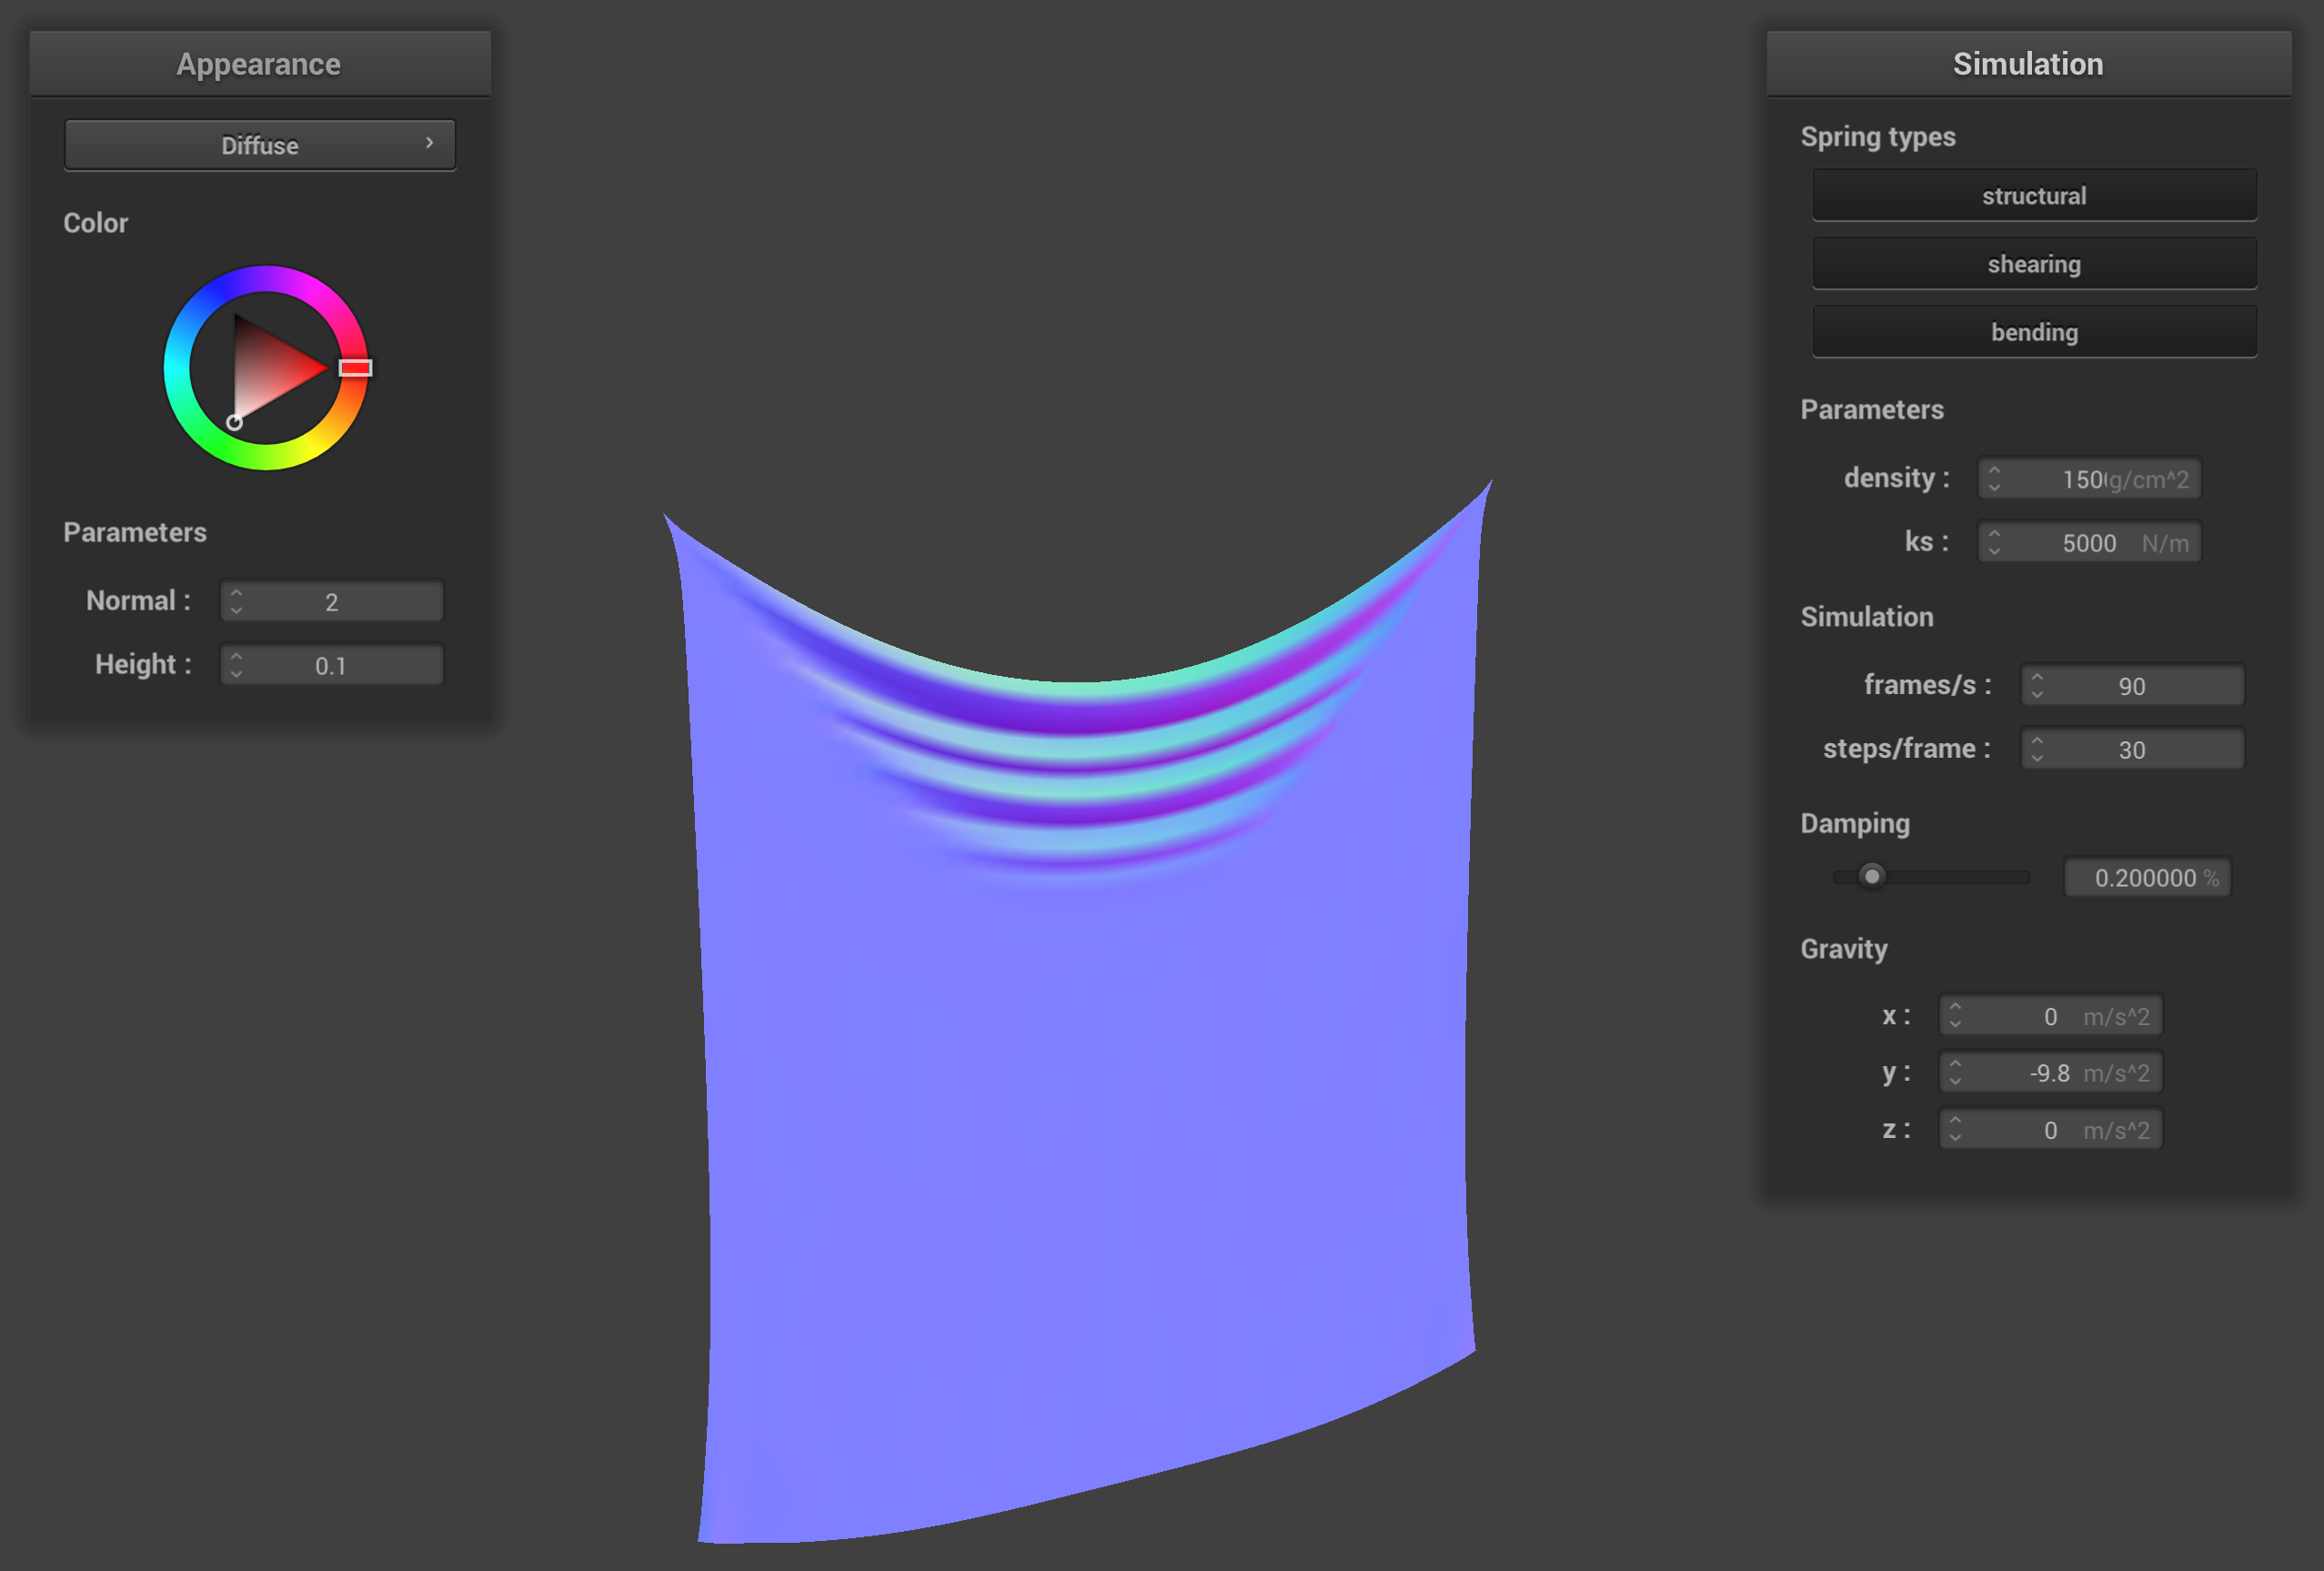 Appearance
Diffuse
Color
Parameters
Normal :
2
Height :
0.1
Simulation
Spring types
structural
shearing
bending
Parameters
density :
150 g/cm^2
ks :
5000 N/m
Simulation
frames/s :
90
steps/frame :
30
Damping
0.200000 %
Gravity
x :
0 m/s^2
y :
-9.8 m/s^2
z :
0 m/s^2